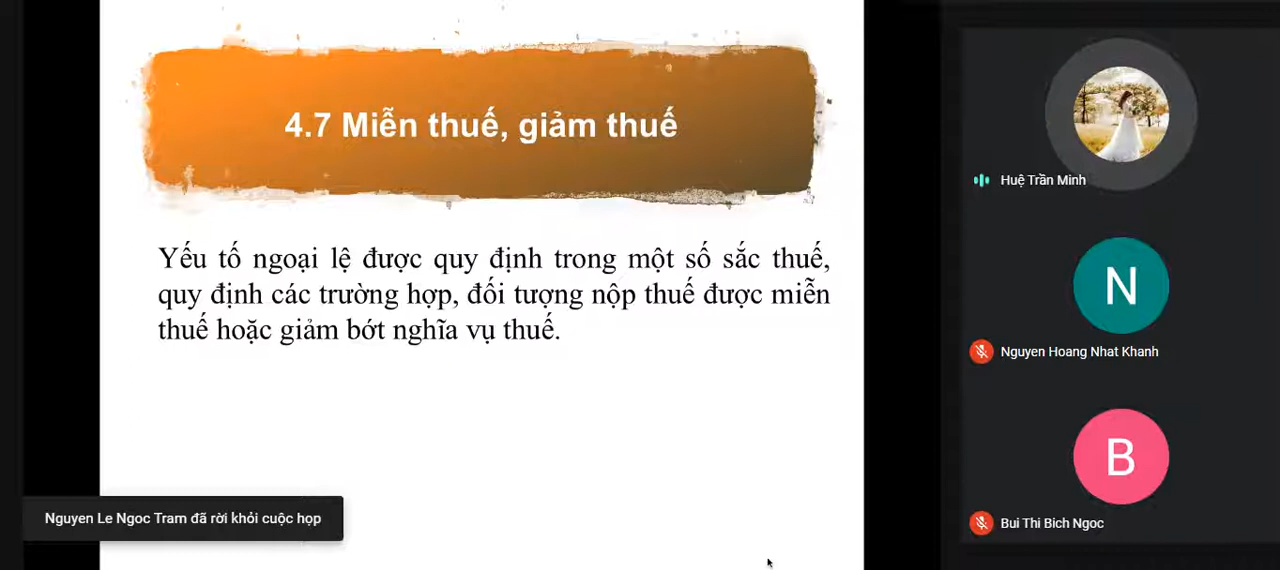 4.7 Miễn thuế, giảm thuế
Yếu tố ngoại lệ được quy định trong một số sắc thuế,
quy định các trường hợp, đối tượng nộp thuế được miễn
thuế hoặc giảm bớt nghĩa vụ thuế.
Nguyen Le Ngoc Tram đã rời khỏi cuộc họp
Huệ Trần Minh
N
Nguyen Hoang Nhat Khanh
B
Bui Thi Bich Ngoc